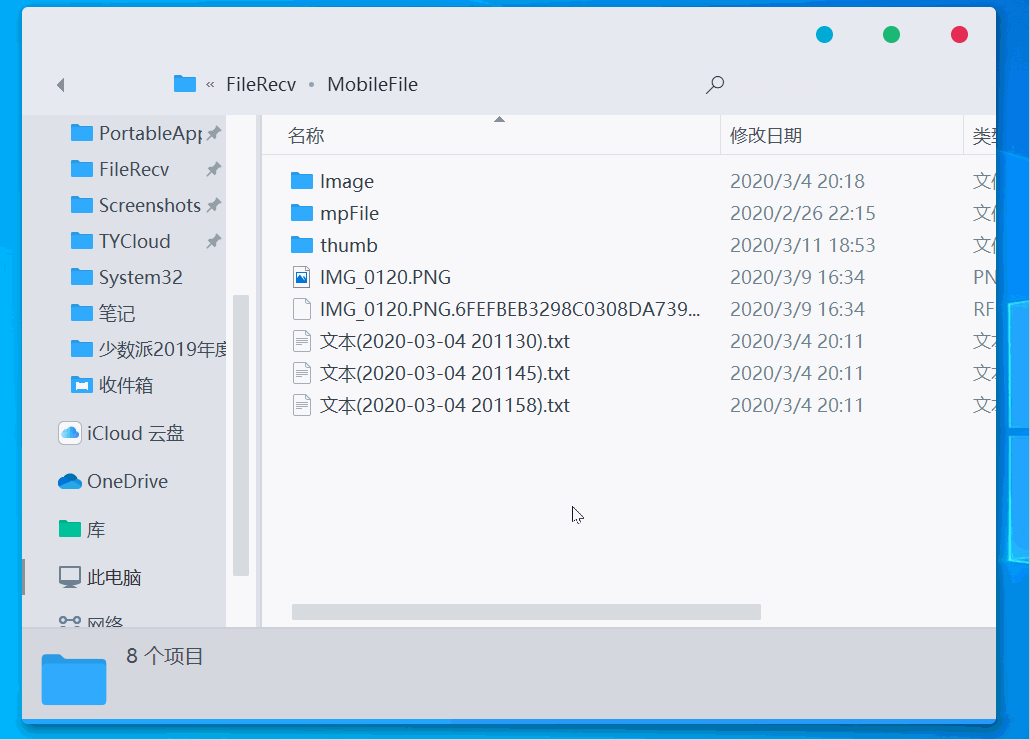 « FileRecv • MobileFile
PortableApp
FileRecv
Screenshots
TYCloud
System32
笔记
少数派2019年度
收件箱
iCloud 云盘
OneDrive
库
此电脑
网络
名称 修改日期 类型
Image 2020/3/4 20:18 文件
mpFile 2020/2/26 22:15 文件
thumb 2020/3/11 18:53 文件
IMG_0120.PNG 2020/3/9 16:34 PN
IMG_0120.PNG.6FEFBEB3298C0308DA739... 2020/3/9 16:34 RF
文本(2020-03-04 201130).txt 2020/3/4 20:11 文本
文本(2020-03-04 201145).txt 2020/3/4 20:11 文本
文本(2020-03-04 201158).txt 2020/3/4 20:11 文本
8 个项目